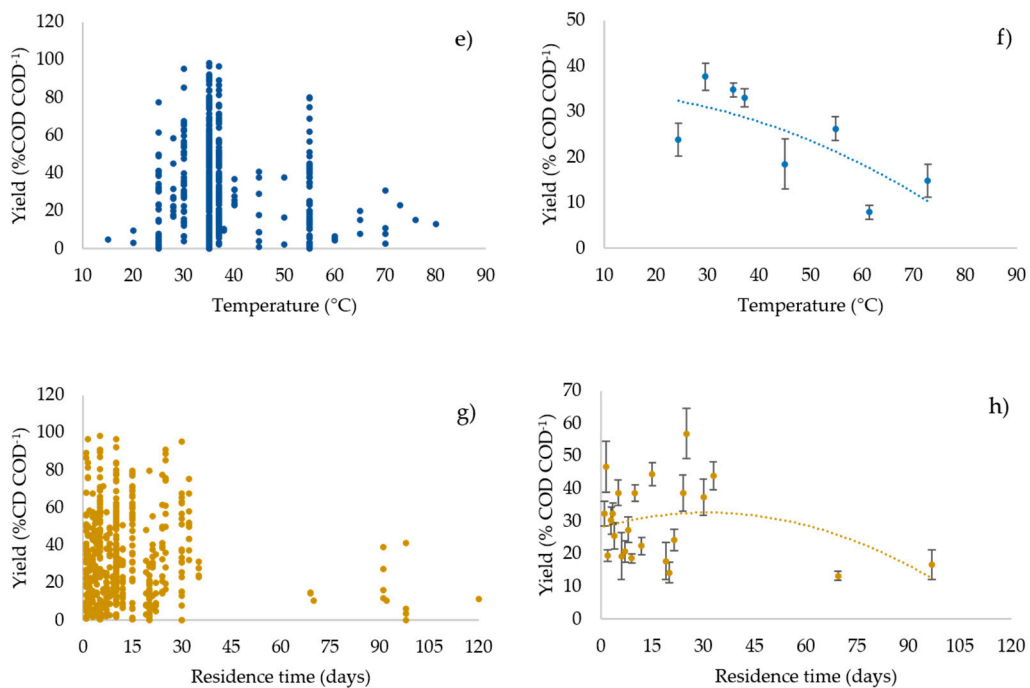 e)
Yield (%COD COD⁻¹)
120
100
80
60
40
20
0
10 20 30 40 50 60 70 80 90
Temperature (°C)
f)
Yield (% COD COD⁻¹)
50
40
30
20
10
0
10 20 30 40 50 60 70 80 90
Temperature (°C)
g)
Yield (%CD COD⁻¹)
120
100
80
60
40
20
0
0 15 30 45 60 75 90 105 120
Residence time (days)
h)
Yield (% COD COD⁻¹)
70
60
50
40
30
20
10
0
0 15 30 45 60 75 90 105 120
Residence time (days)